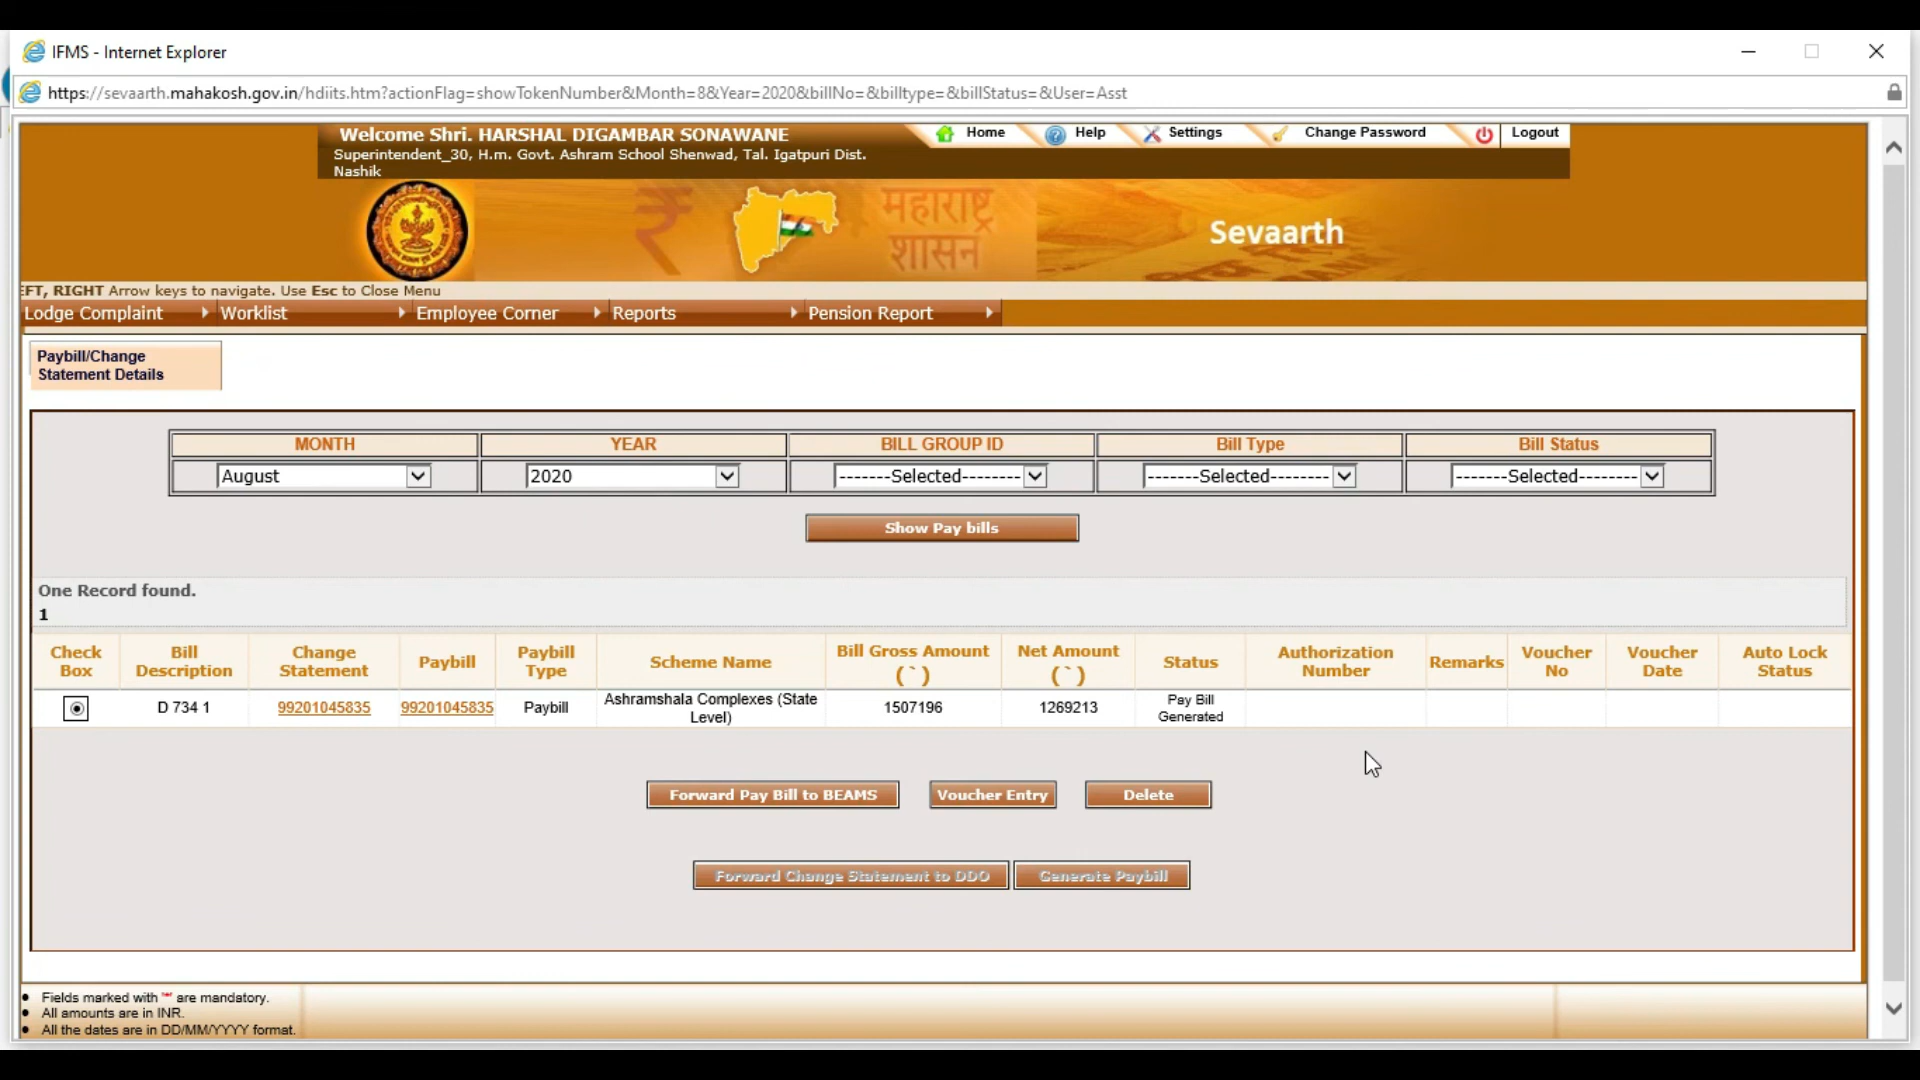 IFMS - Internet Explorer
https://sevaarth.mahakosh.gov.in/hdiits.htm?actionFlag=showTokenNumber&Month=8&Year=2020&billNo=&billtype=&billStatus=&User=Asst
Welcome Shri. HARSHAL DIGAMBAR SONAWANE
Home Help Settings Change Password Logout
Superintendent_30, H.m. Govt. Ashram School Shenwad, Tal. Igatpuri Dist.
Nashik
महाराष्ट्र
शासन
Sevaarth
EFT, RIGHT Arrow keys to navigate. Use Esc to Close Menu
Lodge Complaint Worklist Employee Corner Reports Pension Report
Paybill/Change
Statement Details
MONTH YEAR BILL GROUP ID Bill Type Bill Status
August 2020 -------Selected-------- -------Selected-------- -------Selected--------
Show Pay bills
One Record found.
1
Check Box Bill Description Change Statement Paybill Paybill Type Scheme Name Bill Gross Amount ( ` ) Net Amount ( ` ) Status Authorization Number Remarks Voucher No Voucher Date Auto Lock Status
D 734 1 99201045835 99201045835 Paybill Ashramshala Complexes (State Level) 1507196 1269213 Pay Bill Generated
Forward Pay Bill to BEAMS Voucher Entry Delete
Forward Change Statement to DDO Generate Paybill
Fields marked with "*" are mandatory.
All amounts are in INR.
All the dates are in DD/MM/YYYY format.